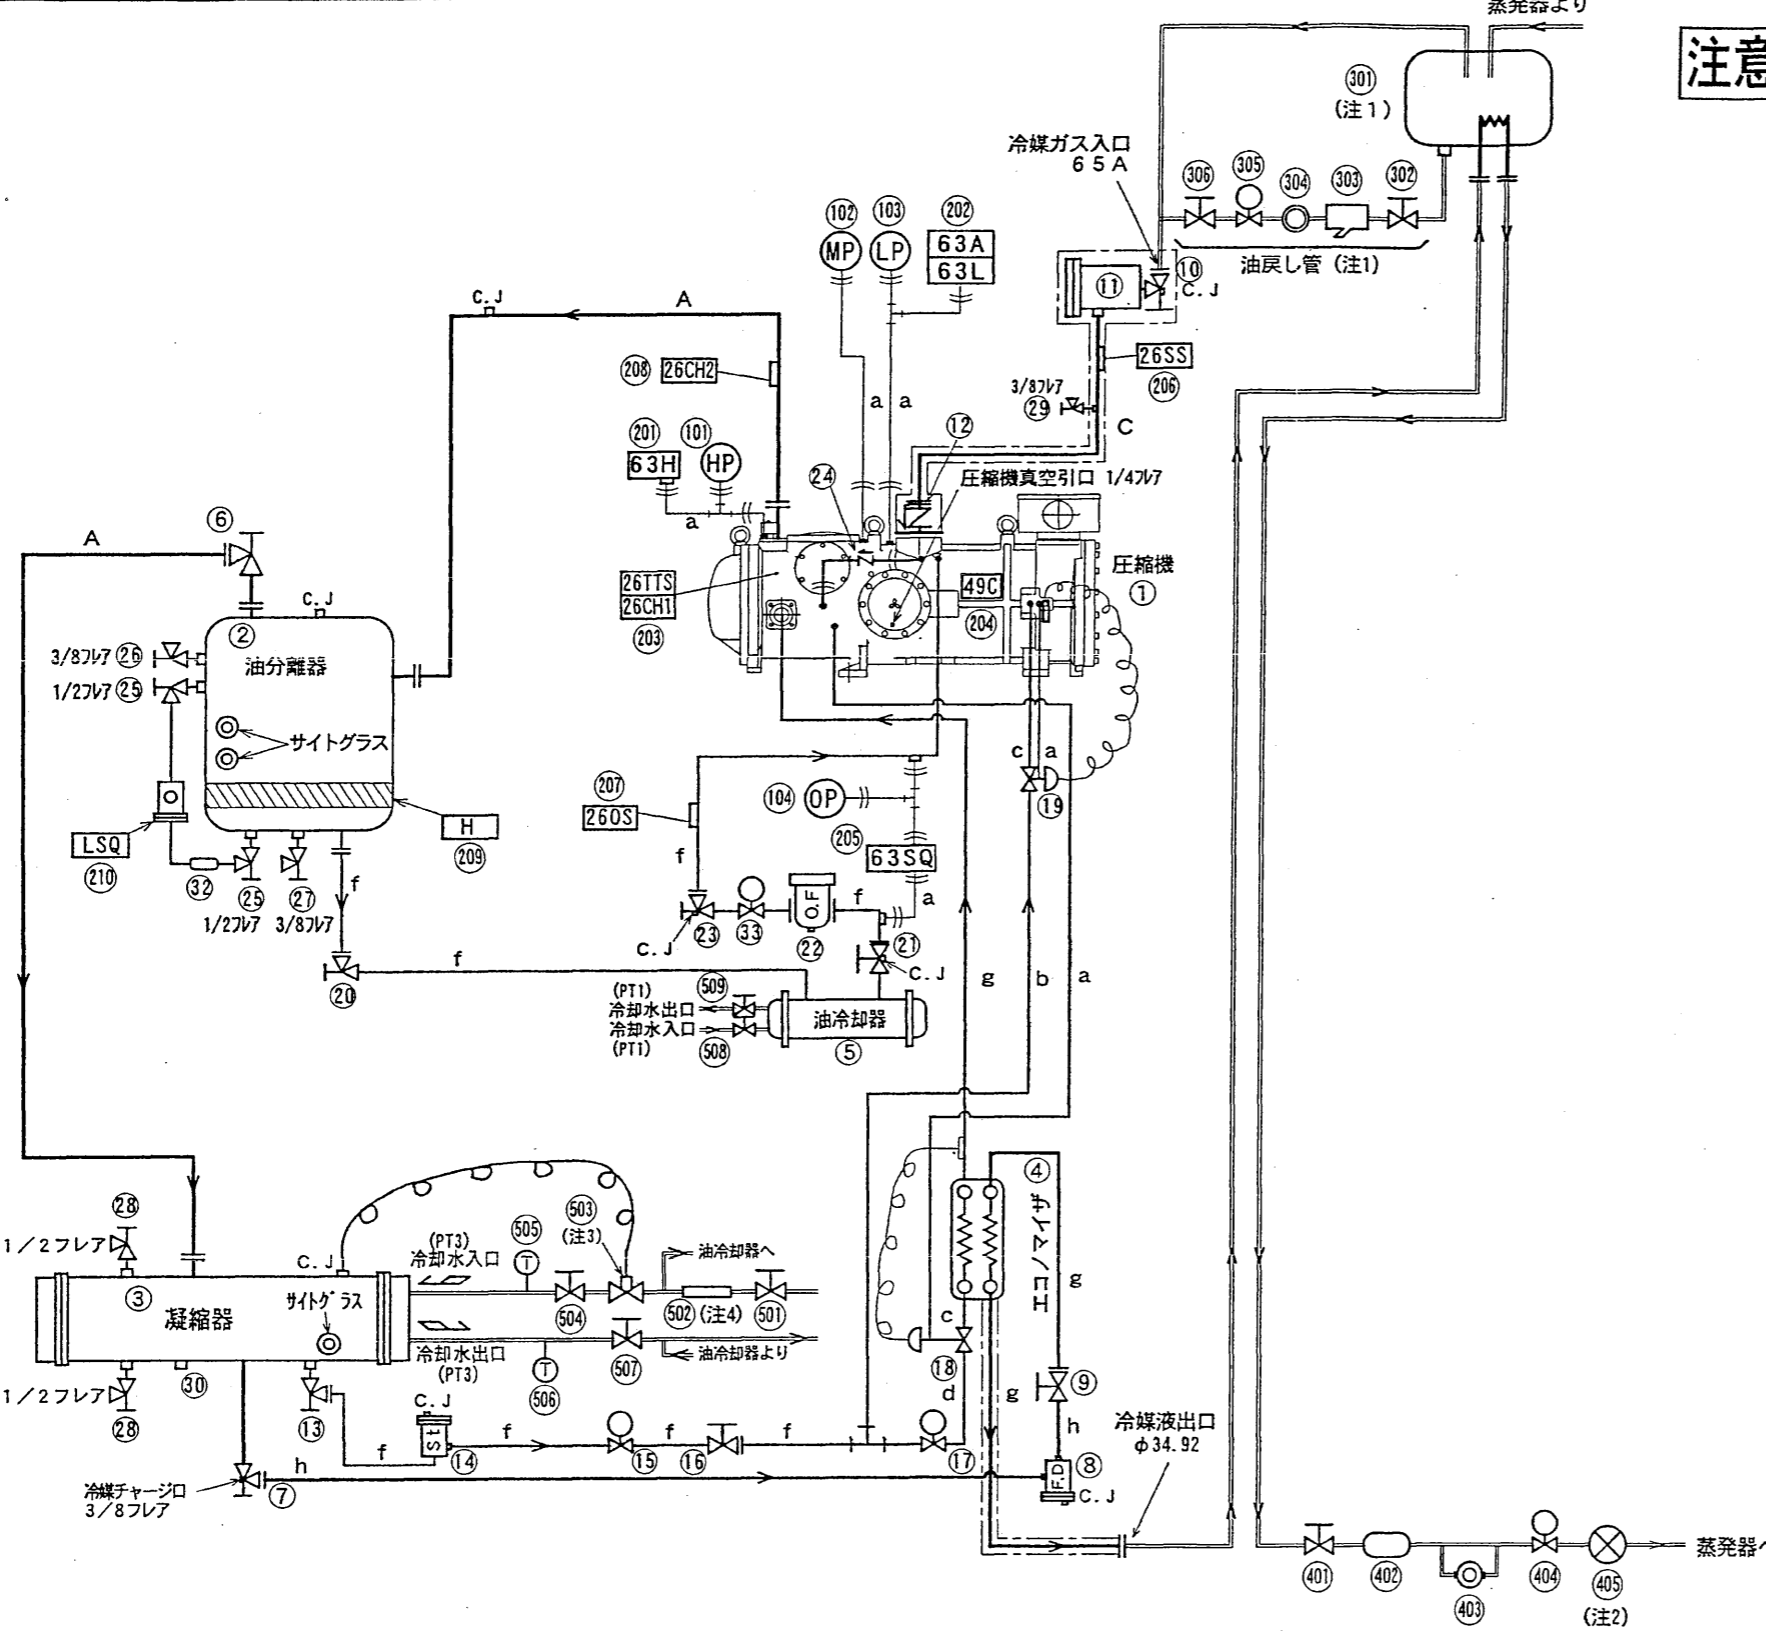 蒸発器より
注意
301
(注1)
冷媒ガス入口
65A
306
305
304
303
302
油戻し管 (注1)
102
103
202
MP
LP
63A
63L
11
10
C.J
C.J
A
208
26CH2
26SS
206
3/8フレア
29
C
a
a
12
201
101
63H
HP
a
24
圧縮機真空引口 1/4フレア
6
A
圧縮機
1
26TTS
26CH1
203
49C
204
C.J
2
油分離器
3/8フレア 26
1/2フレア 25
サイトグラス
c
a
19
207
26OS
104
OP
205
63SQ
a
LSQ
210
H
209
32
25
1/2フレア
27
3/8フレア
f
f
O.F
f
C.J
23
33
22
21
C.J
20
f
g
b
a
(PT1)
509
冷却水出口
冷却水入口
(PT1)
508
油冷却器
5
4
エコノマイザ
g
28
1/2フレア
C.J
(PT3)
冷却水入口
505
T
503
(注3)
油冷却器へ
3
凝縮器
サイトグラス
504
502
(注4)
501
冷却水出口
(PT3)
T
506
507
油冷却器より
c
18
d
g
9
h
1/2フレア
28
30
13
C.J
St
f
14
f
15
f
16
f
17
冷媒液出口
φ34.92
冷媒チャージ口
3/8フレア
7
h
F.D
8
C.J
401
402
403
404
405
(注2)
蒸発器へ